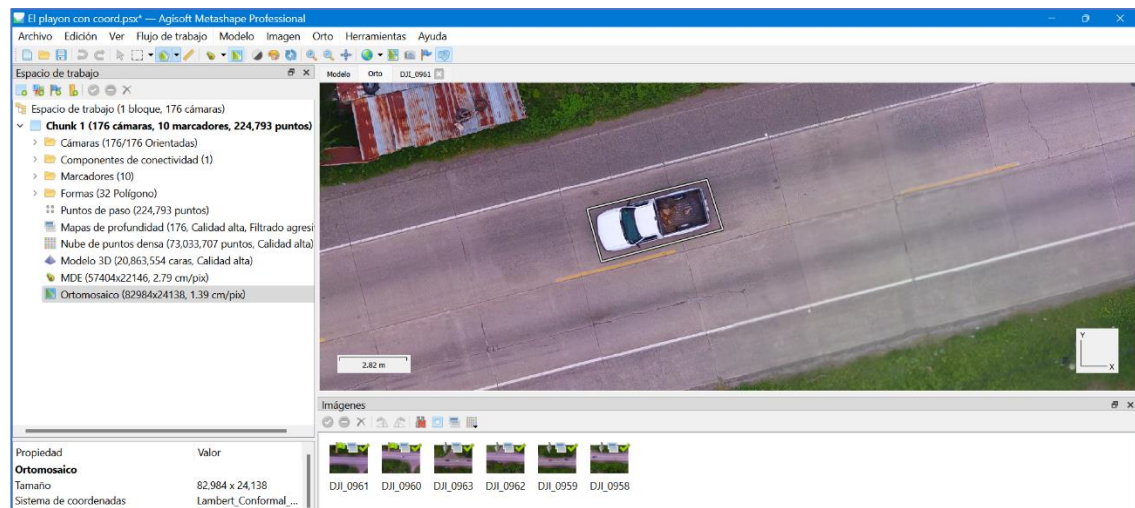 El playon con coord.psx* — Agisoft Metashape Professional
Archivo Edición Ver Flujo de trabajo Modelo Imagen Orto Herramientas Ayuda
Espacio de trabajo
Espacio de trabajo (1 bloque, 176 cámaras)
Chunk 1 (176 cámaras, 10 marcadores, 224,793 puntos)
Cámaras (176/176 Orientadas)
Componentes de conectividad (1)
Marcadores (10)
Formas (32 Polígono)
Puntos de paso (224,793 puntos)
Mapas de profundidad (176, Calidad alta, Filtrado agresi
Nube de puntos densa (73,033,707 puntos, Calidad alta)
Modelo 3D (20,863,554 caras, Calidad alta)
MDE (57404x22146, 2.79 cm/pix)
Ortomosaico (82984x24138, 1.39 cm/pix)
Propiedad Valor
Ortomosaico
Tamaño 82,984 x 24,138
Sistema de coordenadas Lambert_Conformal_...
Modelo Orto DJI_0961
2.82 m
Y
X
Imágenes
DJI_0961 DJI_0960 DJI_0963 DJI_0962 DJI_0959 DJI_0958